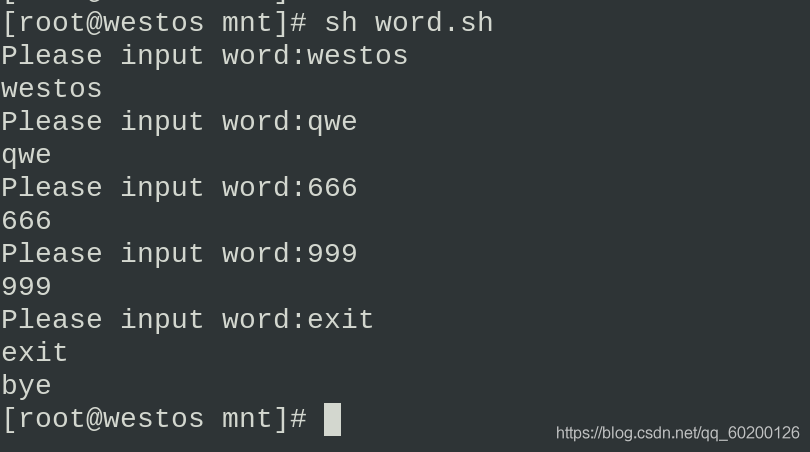 [root@westos mnt]# sh word.sh
Please input word:westos
westos
Please input word:qwe
qwe
Please input word:666
666
Please input word:999
999
Please input word:exit
exit
bye
[root@westos mnt]#
https://blog.csdn.net/qq_60200126